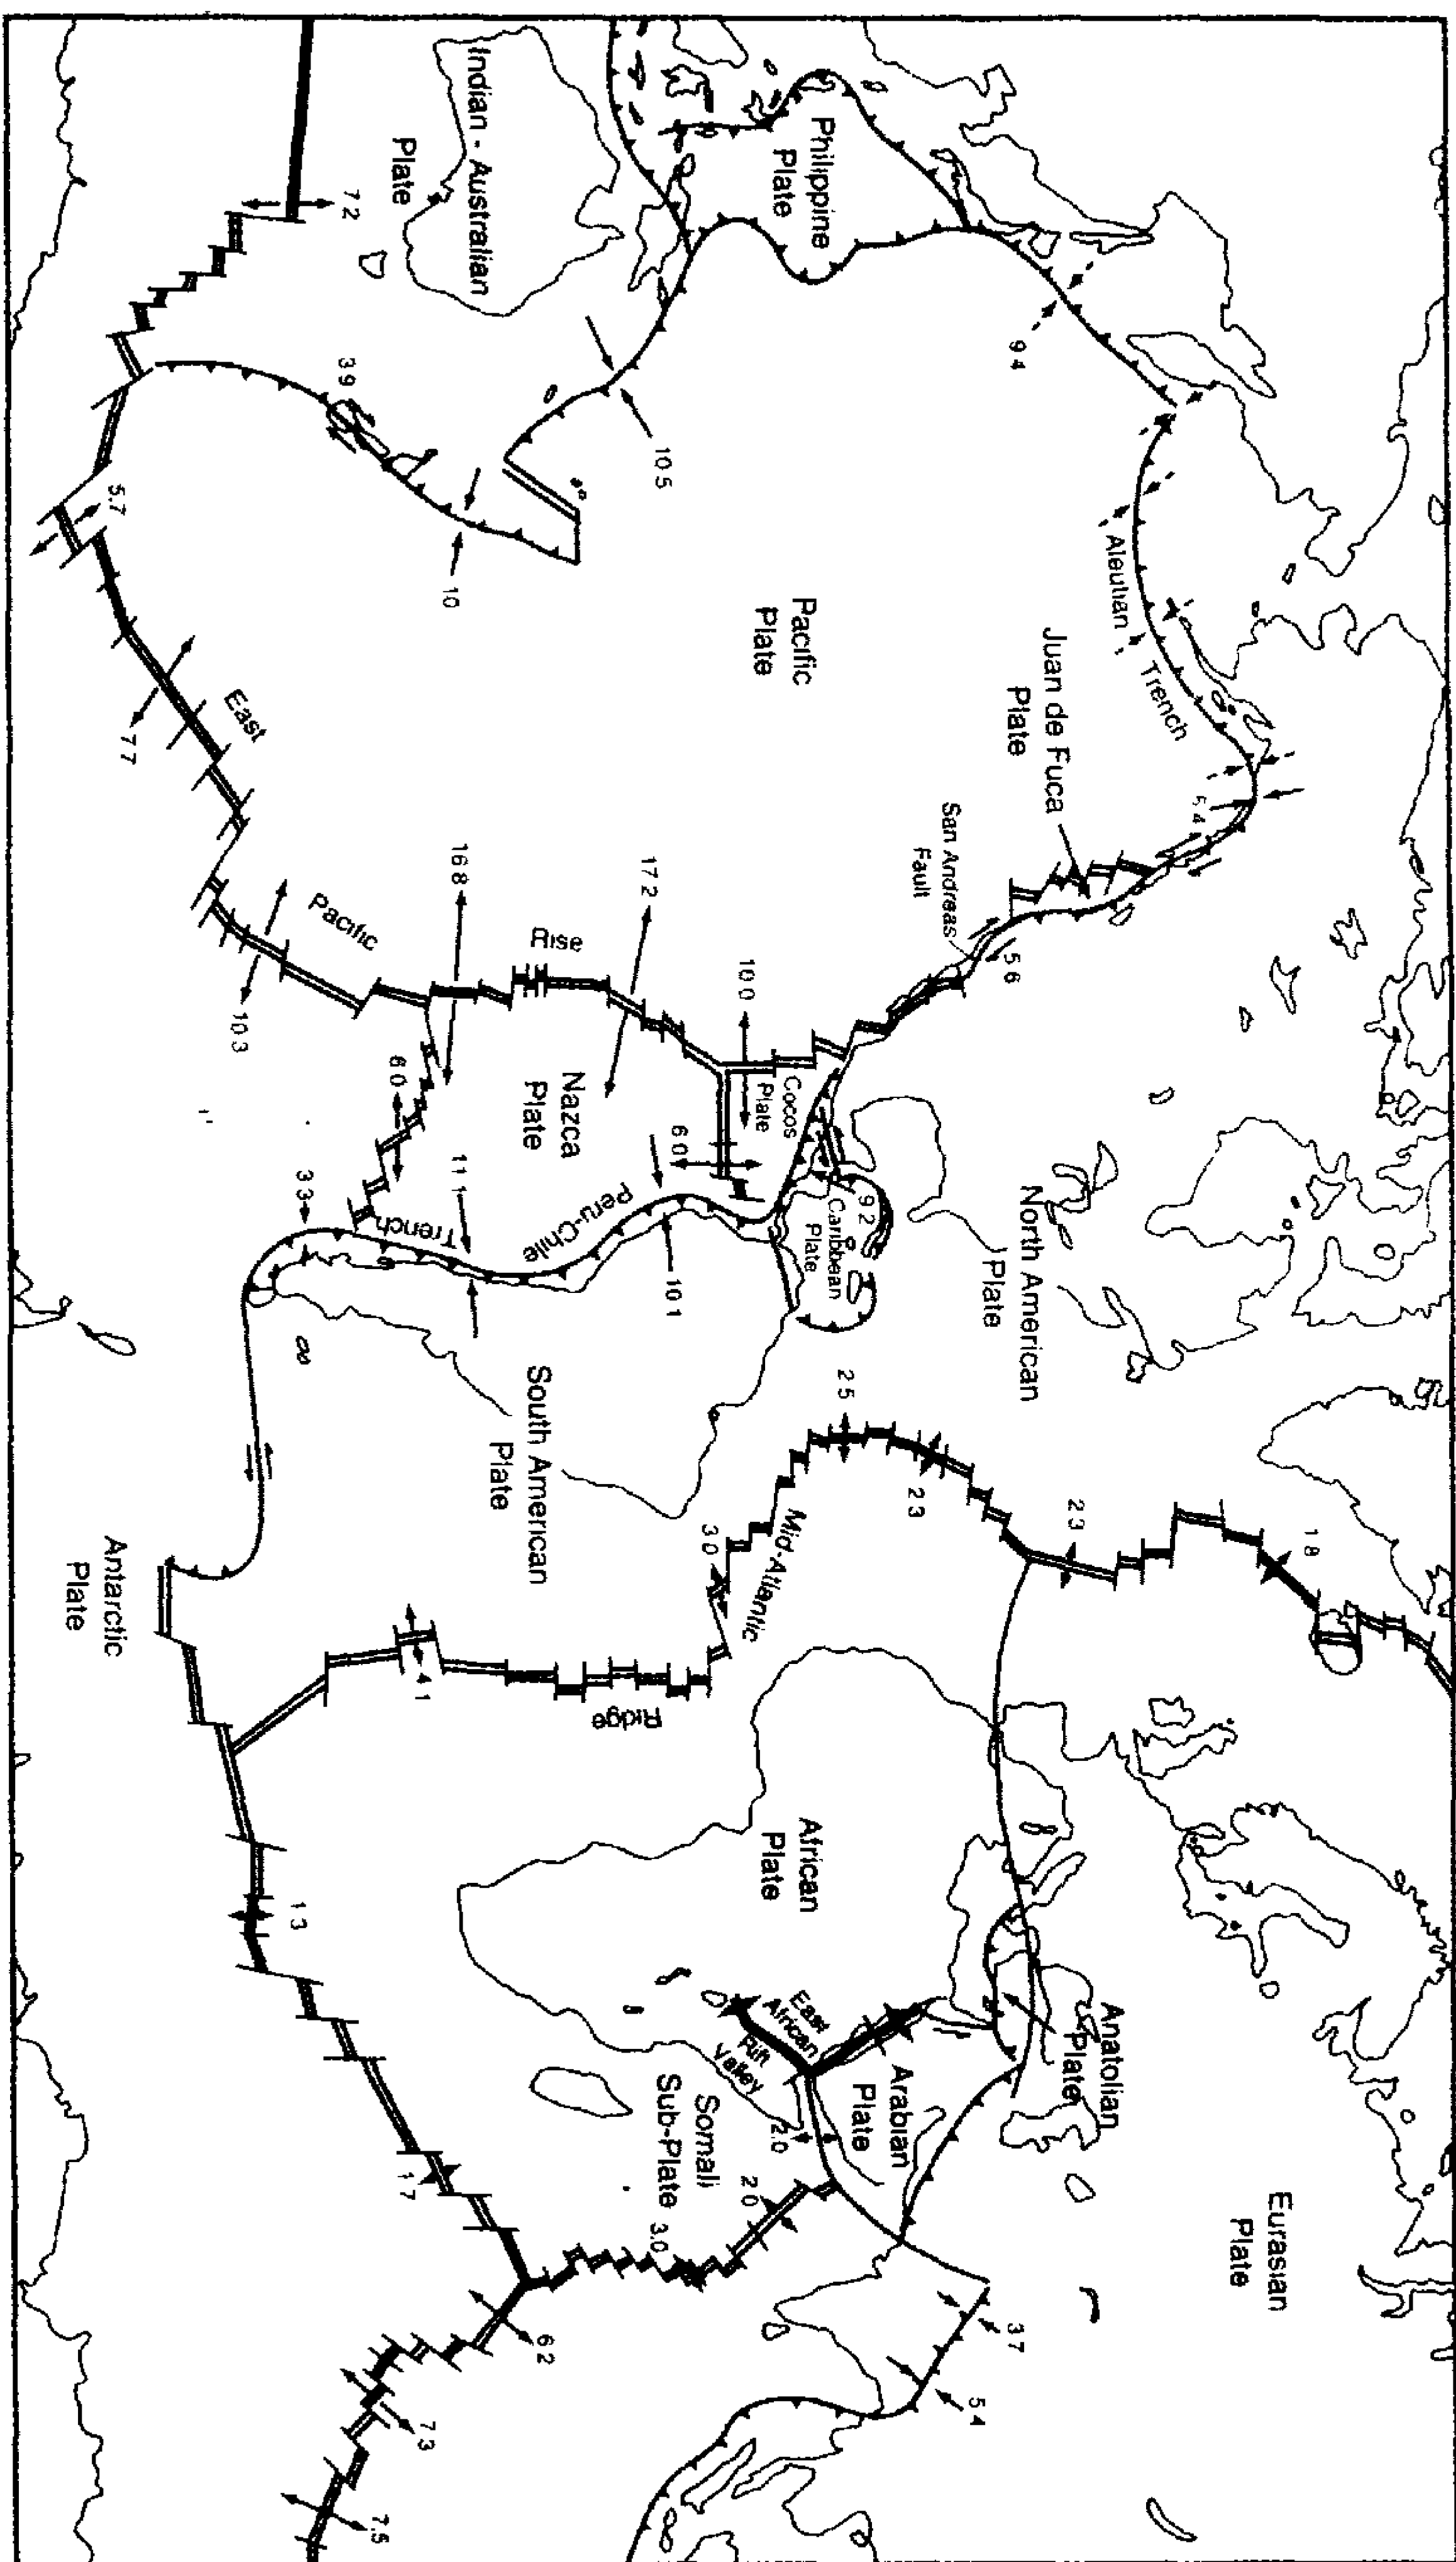 Eurasian
Plate
Anatolian
Plate
Arabian
Plate
East
African
Rift
Valley
Somali
Sub-Plate
African
Plate
North American
Plate
Caribbean
Plate
Cocos
Plate
Nazca
Plate
Peru-Chile
Trench
South American
Plate
Mid-Atlantic
Ridge
Antarctic
Plate
Aleutian
Trench
Juan de Fuca
Plate
San Andreas
Fault
Pacific
Plate
East
Pacific
Rise
Philippine
Plate
Indian - Australian
Plate
9 4
10 5
3 9
10
7 2
5.7
7 7
10 3
16 8
17 2
10 0
6 0
6 0
11 1
3 3
10 1
9 2
5 4
5 6
2 5
2 3
2 3
1 8
3 0
4 1
1 3
1 7
2.0
2 0
3.0
6 2
7 3
7.5
3 7
5 4